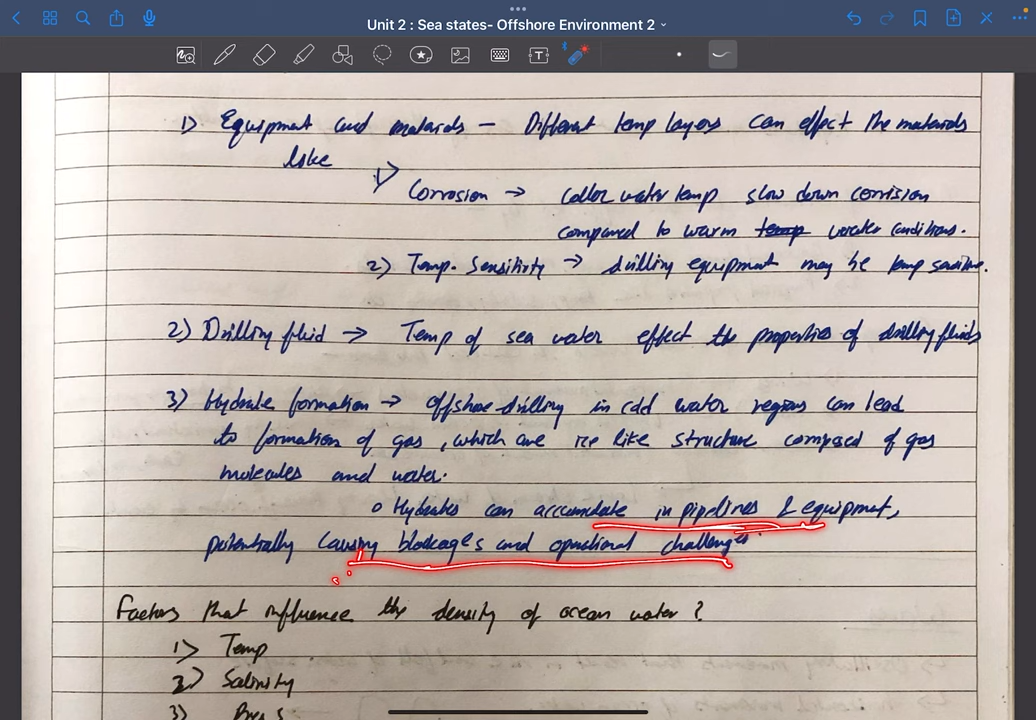 Unit 2 : Sea states- Offshore Environment 2
1) Equipment and materials - Different temp layers can effect the materials
like
1) Corrosion → coller water temp slow down corrision
compared to warm temp water conditions.
2) Temp. Sensitivity → drilling equipment may be temp sensitive.
2) Drilling fluid → Temp of sea water effect the properties of drilling fluids
3) Hydrate formation → offshore drilling in cold water regions can lead
to formation of gas, which are ice like structure composed of gas
molecules and water.
o Hydrates can accumulate in pipelines & equipment,
potentially causing blockages and operational challenges.
Factors that influence the density of ocean water ?
1) Temp
2) Salinity
3)